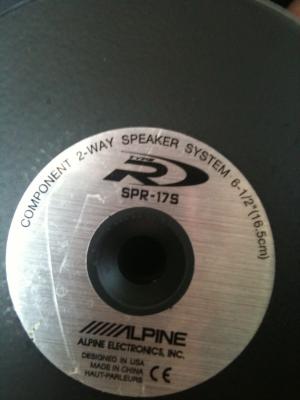 COMPONENT 2-WAY SPEAKER SYSTEM 6-1/2" (16.5cm)
TYPE
R
SPR-17S
ALPINE
ALPINE ELECTRONICS, INC.
DESIGNED IN USA
MADE IN CHINA
HAUT-PARLEURS CE